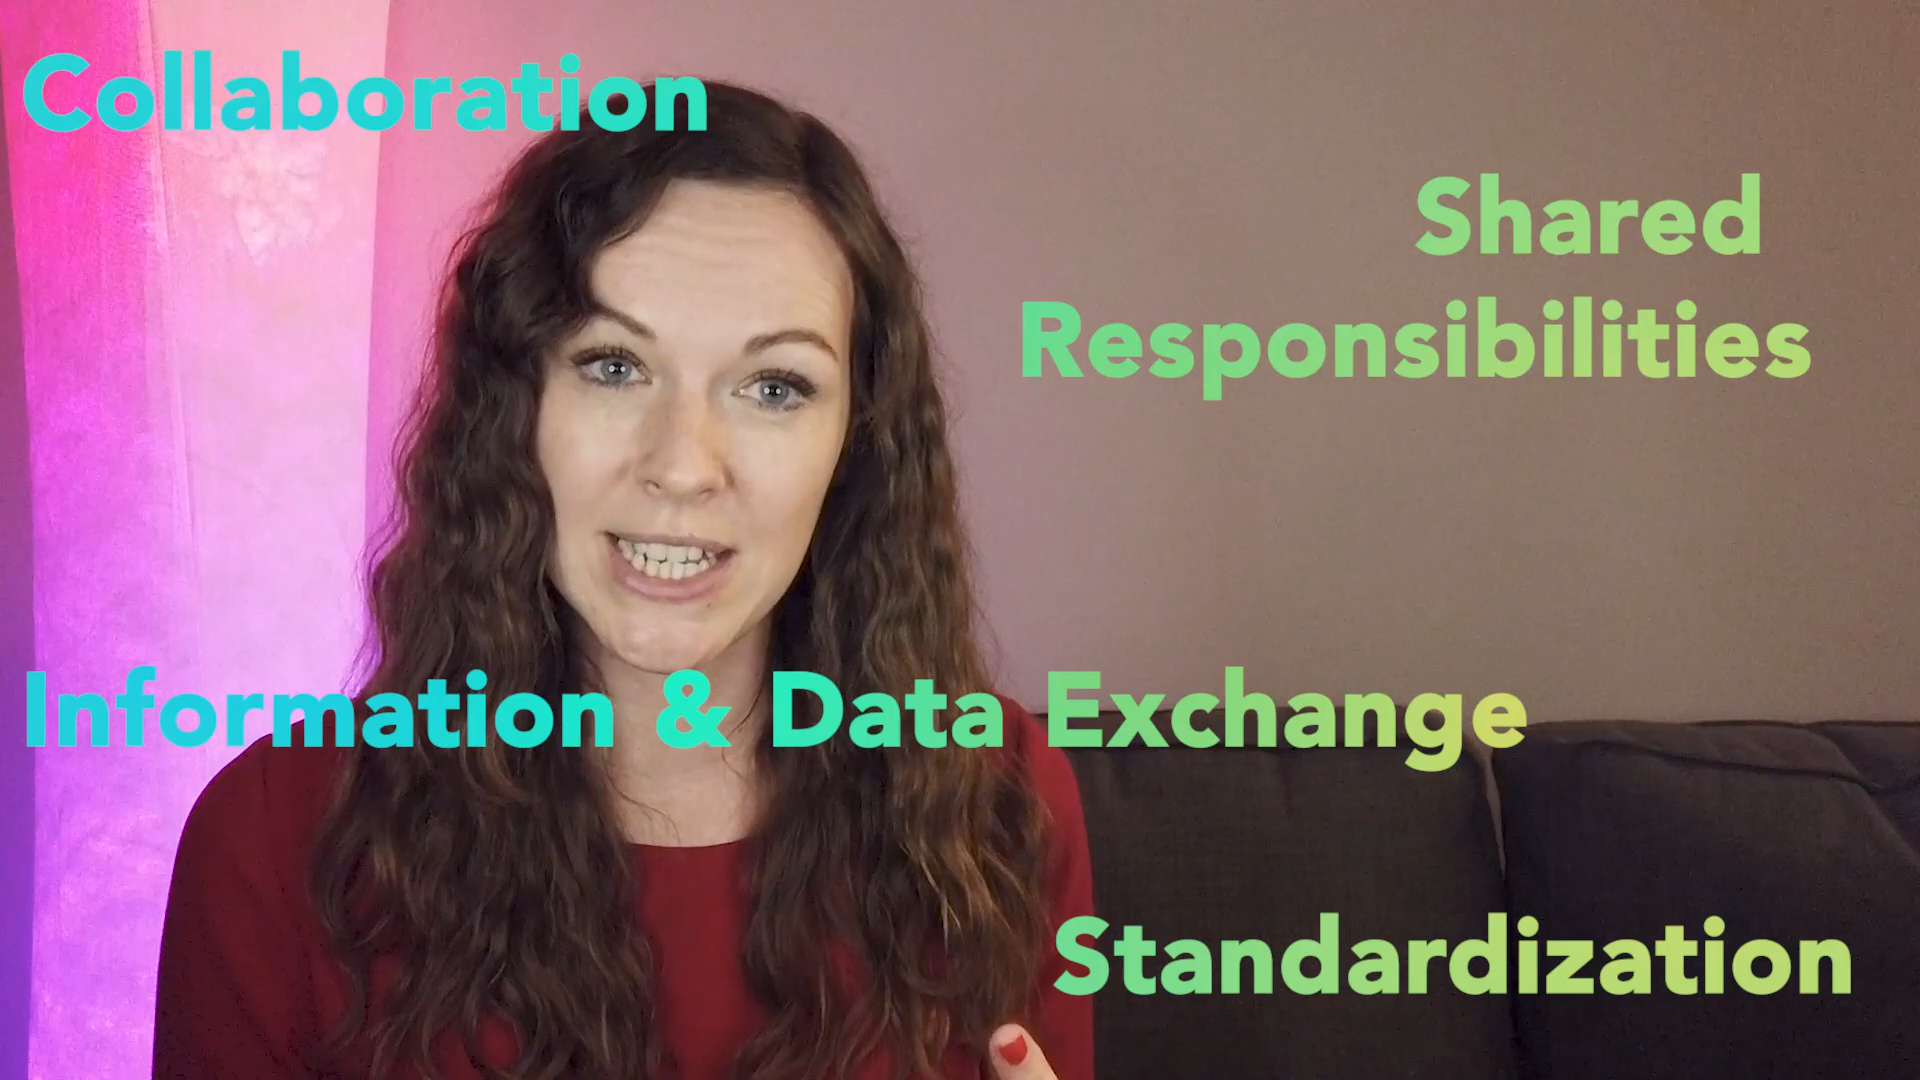 Collaboration
Shared
Responsibilities
Information & Data Exchange
Standardization